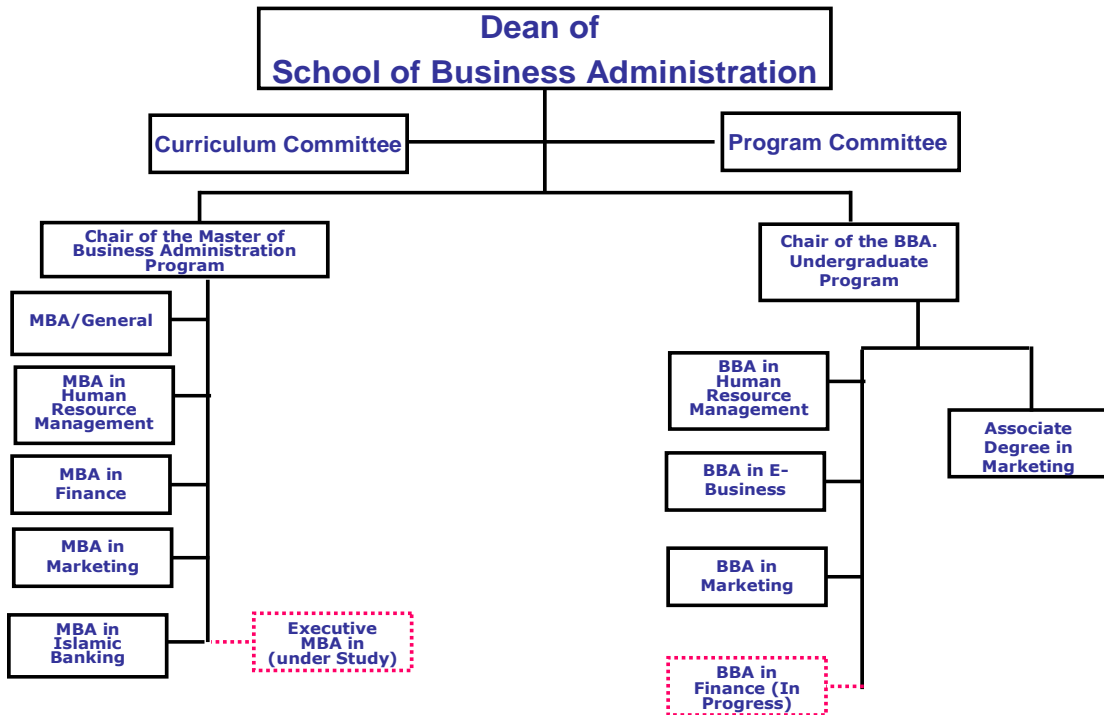 Dean of
School of Business Administration
Curriculum Committee
Program Committee
Chair of the Master of
Business Administration
Program
Chair of the BBA.
Undergraduate
Program
MBA/General
MBA in
Human
Resource
Management
MBA in
Finance
MBA in
Marketing
MBA in
Islamic
Banking
Executive
MBA in
(under Study)
BBA in
Human
Resource
Management
BBA in E-
Business
BBA in
Marketing
BBA in
Finance (In
Progress)
Associate
Degree in
Marketing